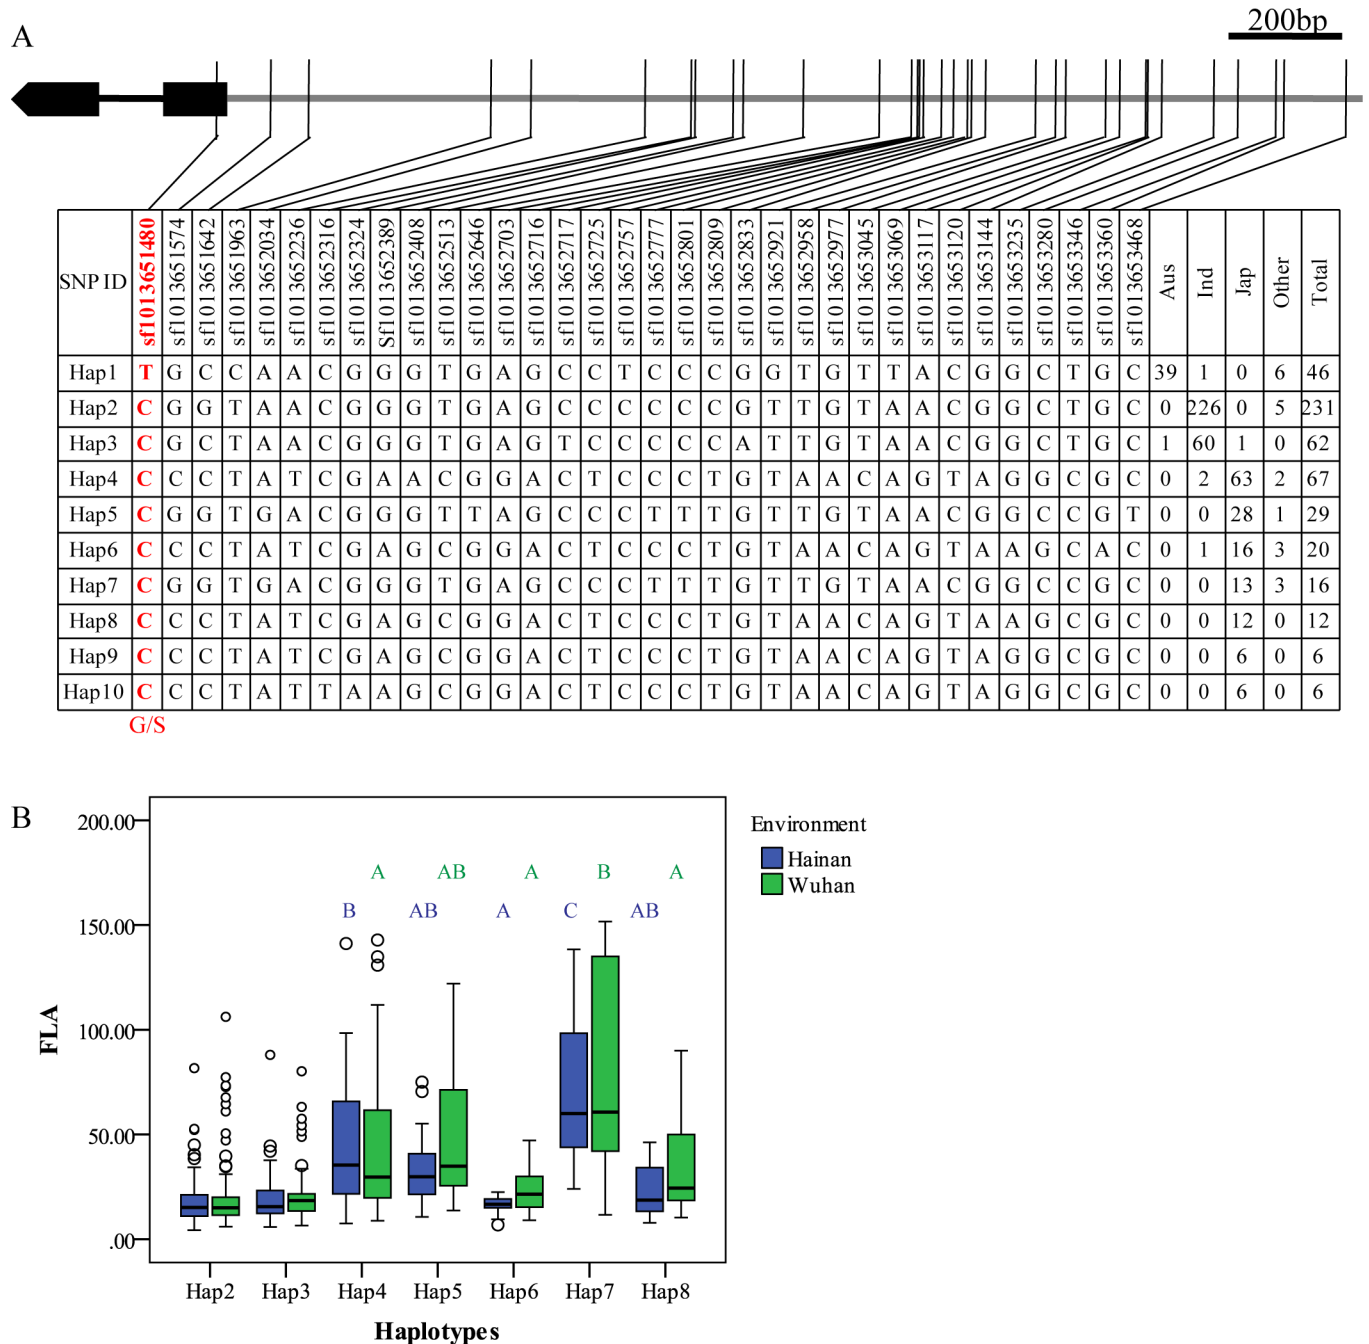 A
200bp
SNP ID sf1013651480 sf1013651574 sf1013651642 sf1013651963 sf1013652034 sf1013652236 sf1013652316 sf1013652324 Sf1013652389 sf1013652408 sf1013652513 sf1013652646 sf1013652703 sf1013652716 sf1013652717 sf1013652725 sf1013652757 sf1013652777 sf1013652801 sf1013652809 sf1013652833 sf1013652921 sf1013652958 sf1013652977 sf1013653045 sf1013653069 sf1013653117 sf1013653120 sf1013653144 sf1013653235 sf1013653280 sf1013653346 sf1013653360 sf1013653468 Aus Ind Jap Other Total
Hap1 T G C C A A C G G G T G A G C C T C C C G G T G T T A C G G C T G C 39 1 0 6 46
Hap2 C G G T A A C G G G T G A G C C C C C C G T T G T A A C G G C T G C 0 226 0 5 231
Hap3 C G C T A A C G G G T G A G T C C C C C A T T G T A A C G G C T G C 1 60 1 0 62
Hap4 C C C T A T C G A A C G G A C T C C C T G T A A C A G T A G G C G C 0 2 63 2 67
Hap5 C G G T G A C G G G T T A G C C C T T T G T T G T A A C G G C C G T 0 0 28 1 29
Hap6 C C C T A T C G A G C G G A C T C C C T G T A A C A G T A A G C A C 0 1 16 3 20
Hap7 C G G T G A C G G G T G A G C C C T T T G T T G T A A C G G C C G C 0 0 13 3 16
Hap8 C C C T A T C G A G C G G A C T C C C T G T A A C A G T A A G C G C 0 0 12 0 12
Hap9 C C C T A T C G A G C G G A C T C C C T G T A A C A G T A G G C G C 0 0 6 0 6
Hap10 C C C T A T T A A G C G G A C T C C C T G T A A C A G T A G G C G C 0 0 6 0 6
G/S
B
200.00
150.00
100.00
50.00
.00
FLA
A AB A B A
B AB A C AB
Environment
Hainan
Wuhan
Hap2 Hap3 Hap4 Hap5 Hap6 Hap7 Hap8
Haplotypes